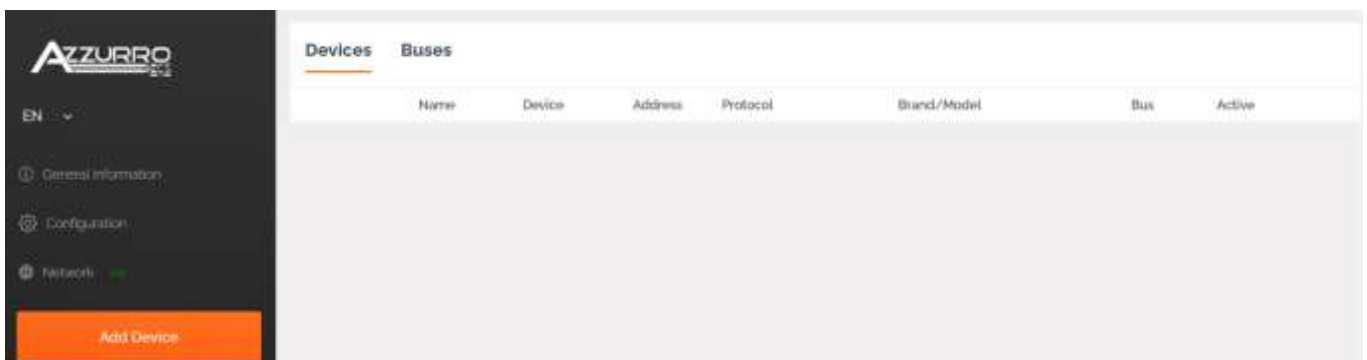 AZZURRO
EN
General Information
Configuration
Network
Add Device
Devices Buses
Name Device Address Protocol Brand/Model Bus Active